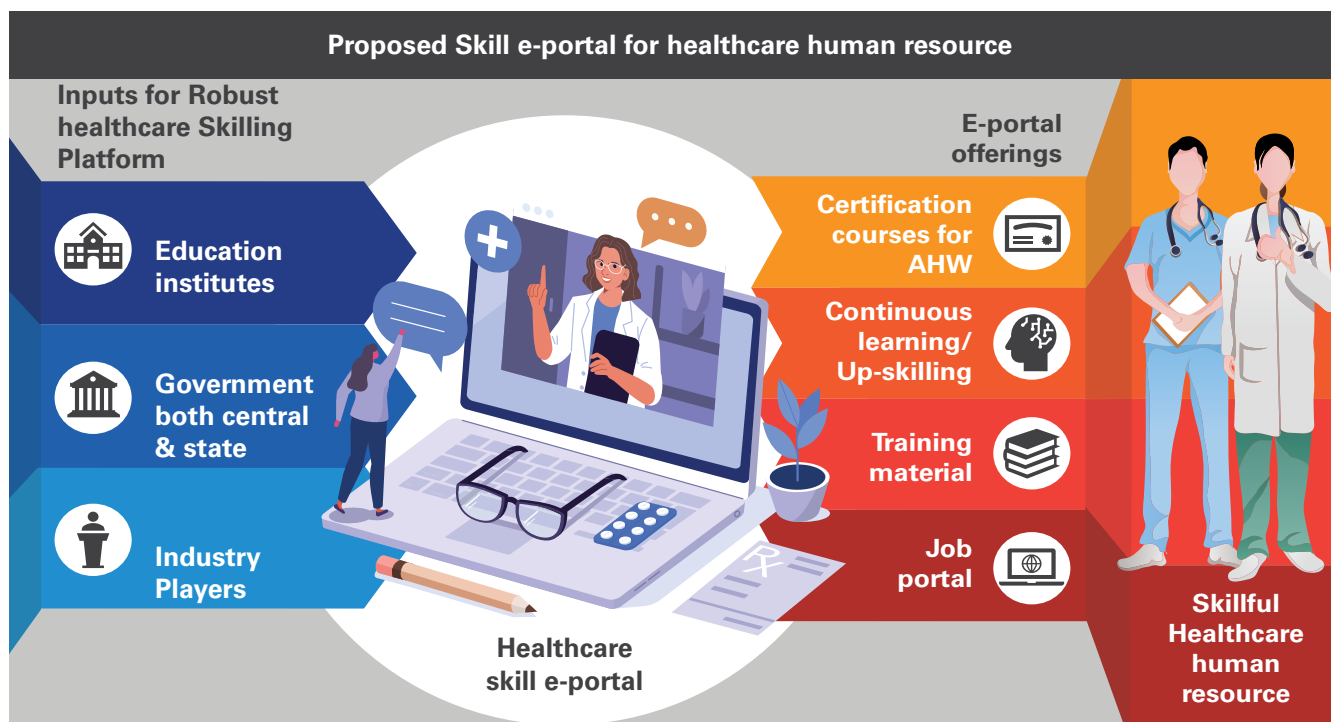 Proposed Skill e-portal for healthcare human resource
Inputs for Robust
healthcare Skilling
Platform
Education
institutes
Government
both central
& state
Industry
Players
Healthcare
skill e-portal
RX
E-portal
offerings
Certification
courses for
AHW
Continuous
learning/
Up-skilling
Training
material
Job
portal
Skillful
Healthcare
human
resource